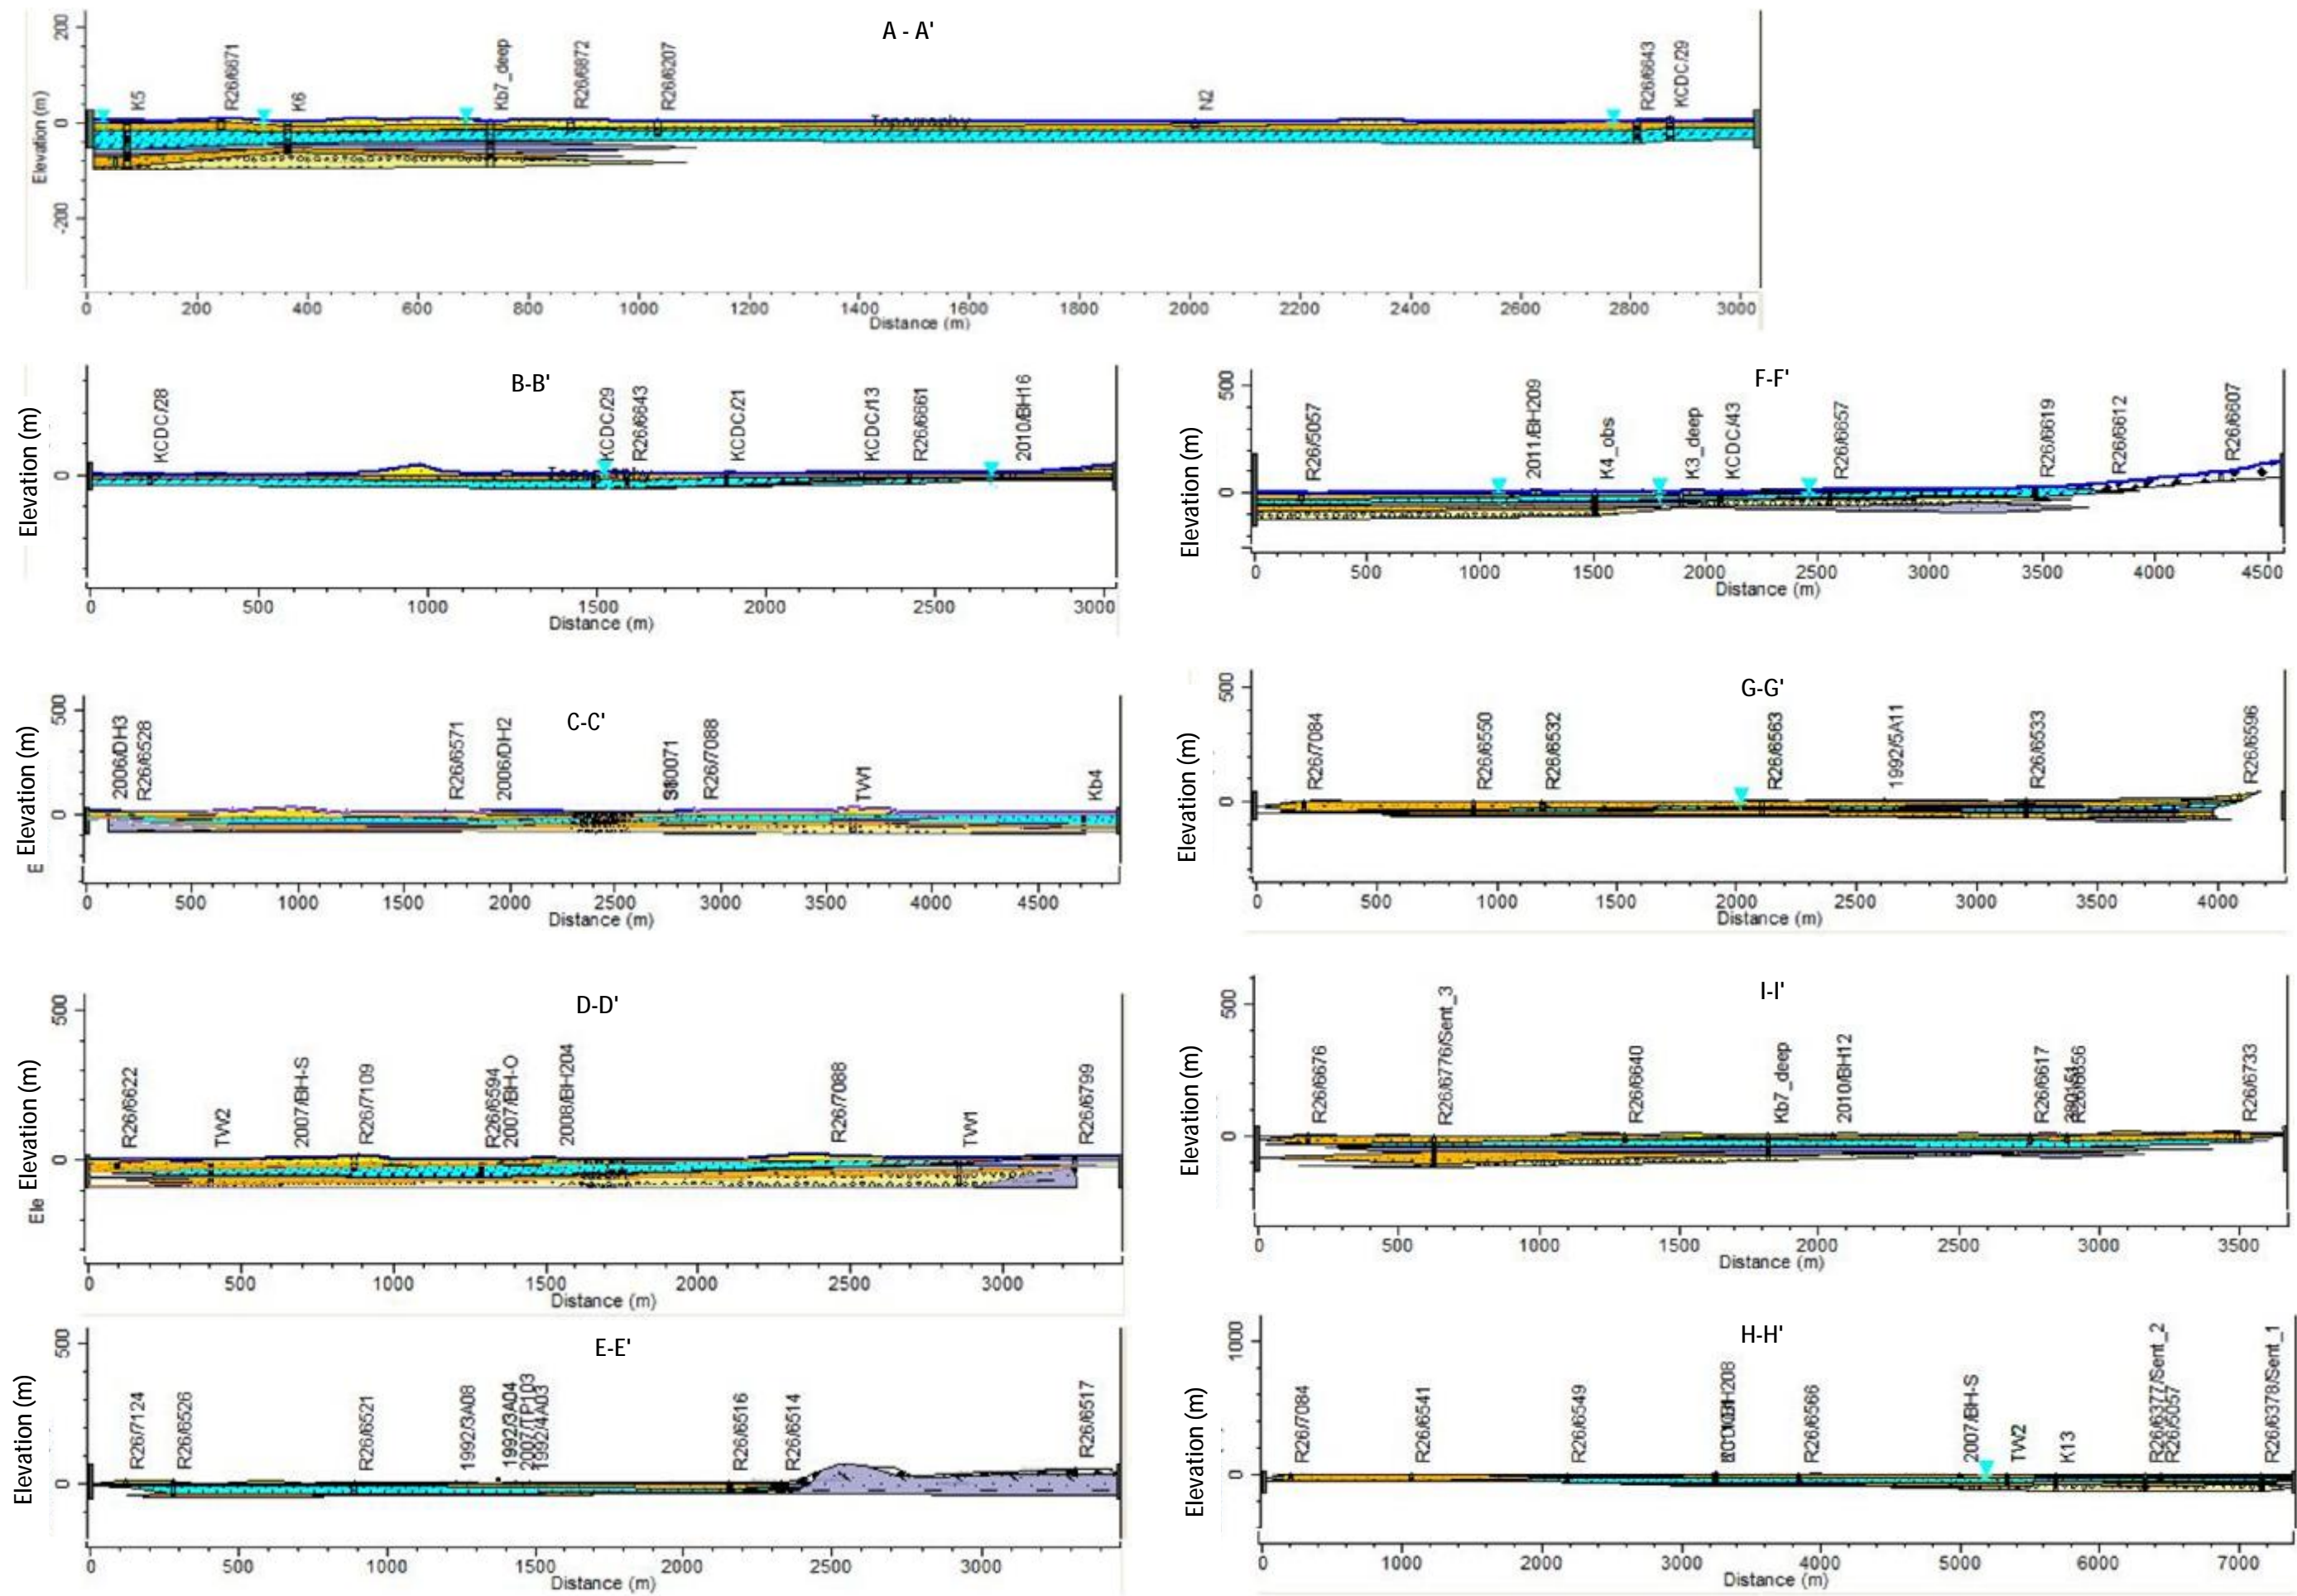 A - A'
200
0
-200
Elevation (m)
K5
R26/6671
K6
Kb7_deep
R26/6872
R26/6207
Topography
N2
R26/6643
KCDC/29
0 200 400 600 800 1000 1200 1400 1600 1800 2000 2200 2400 2600 2800 3000
Distance (m)
B-B'
Elevation (m)
0
KCDC/28
KCDC/29
R26/6643
KCDC/21
KCDC/13
R26/6661
2010/BH16
0 500 1000 1500 2000 2500 3000
Distance (m)
F-F'
Elevation (m)
500
0
R26/5057
2011/BH209
K4_obs
K3_deep
KCDC/43
R26/6657
R26/6619
R26/6612
R26/6607
0 500 1000 1500 2000 2500 3000 3500 4000 4500
Distance (m)
C-C'
E Elevation (m)
500
0
2006/DH3
R26/6528
R26/6571
2006/DH2
R26/7088
TW1
Kb4
0 500 1000 1500 2000 2500 3000 3500 4000 4500
Distance (m)
G-G'
Elevation (m)
500
0
R26/7084
R26/6550
R26/6532
R26/6563
1992/5A11
R26/6533
R26/6596
0 500 1000 1500 2000 2500 3000 3500 4000
Distance (m)
D-D'
Ele Elevation (m)
500
0
R26/6622
TW2
2007/BH-S
R26/7109
R26/6594
2007/BH-O
2008/BH204
R26/7088
TW1
R26/6799
0 500 1000 1500 2000 2500 3000
Distance (m)
I-I'
Elevation (m)
500
0
R26/6676
R26/6776/Sent_3
R26/6640
Kb7_deep
2010/BH12
R26/6617
R26/6656
R26/6733
0 500 1000 1500 2000 2500 3000 3500
Distance (m)
E-E'
Elevation (m)
500
0
R26/7124
R26/6526
R26/6521
1992/3A08
1992/3A04
2007/TP103
1992/4A03
R26/6516
R26/6514
R26/6517
0 500 1000 1500 2000 2500 3000
Distance (m)
H-H'
Elevation (m)
1000
0
R26/7084
R26/6541
R26/6549
R26/6566
2007/BH-S
TW2
K13
R26/6377/Sent_2
R26/5057
R26/6378/Sent_1
0 1000 2000 3000 4000 5000 6000 7000
Distance (m)